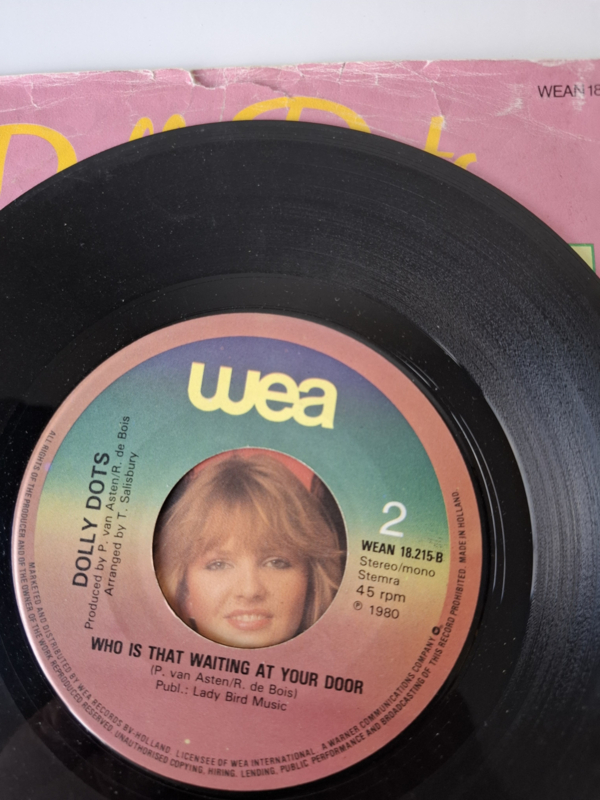 WEAN 18
wea
DOLLY DOTS
Produced by P. van Asten/R. de Bois
Arranged by T. Salisbury
2
WEAN 18.215-B
Stereo/mono
Stemra
45 rpm
℗ 1980
WHO IS THAT WAITING AT YOUR DOOR
(P. van Asten/R. de Bois)
Publ.: Lady Bird Music
ALL RIGHTS OF THE PRODUCER AND OF THE OWNER OF THE WORK REPRODUCED RESERVED. UNAUTHORISED COPYING, HIRING, LENDING, PUBLIC PERFORMANCE AND BROADCASTING OF THIS RECORD PROHIBITED. MADE IN HOLLAND.
MARKETED AND DISTRIBUTED BY WEA RECORDS BV-HOLLAND. LICENSEE OF WEA INTERNATIONAL. A WARNER COMMUNICATIONS COMPANY